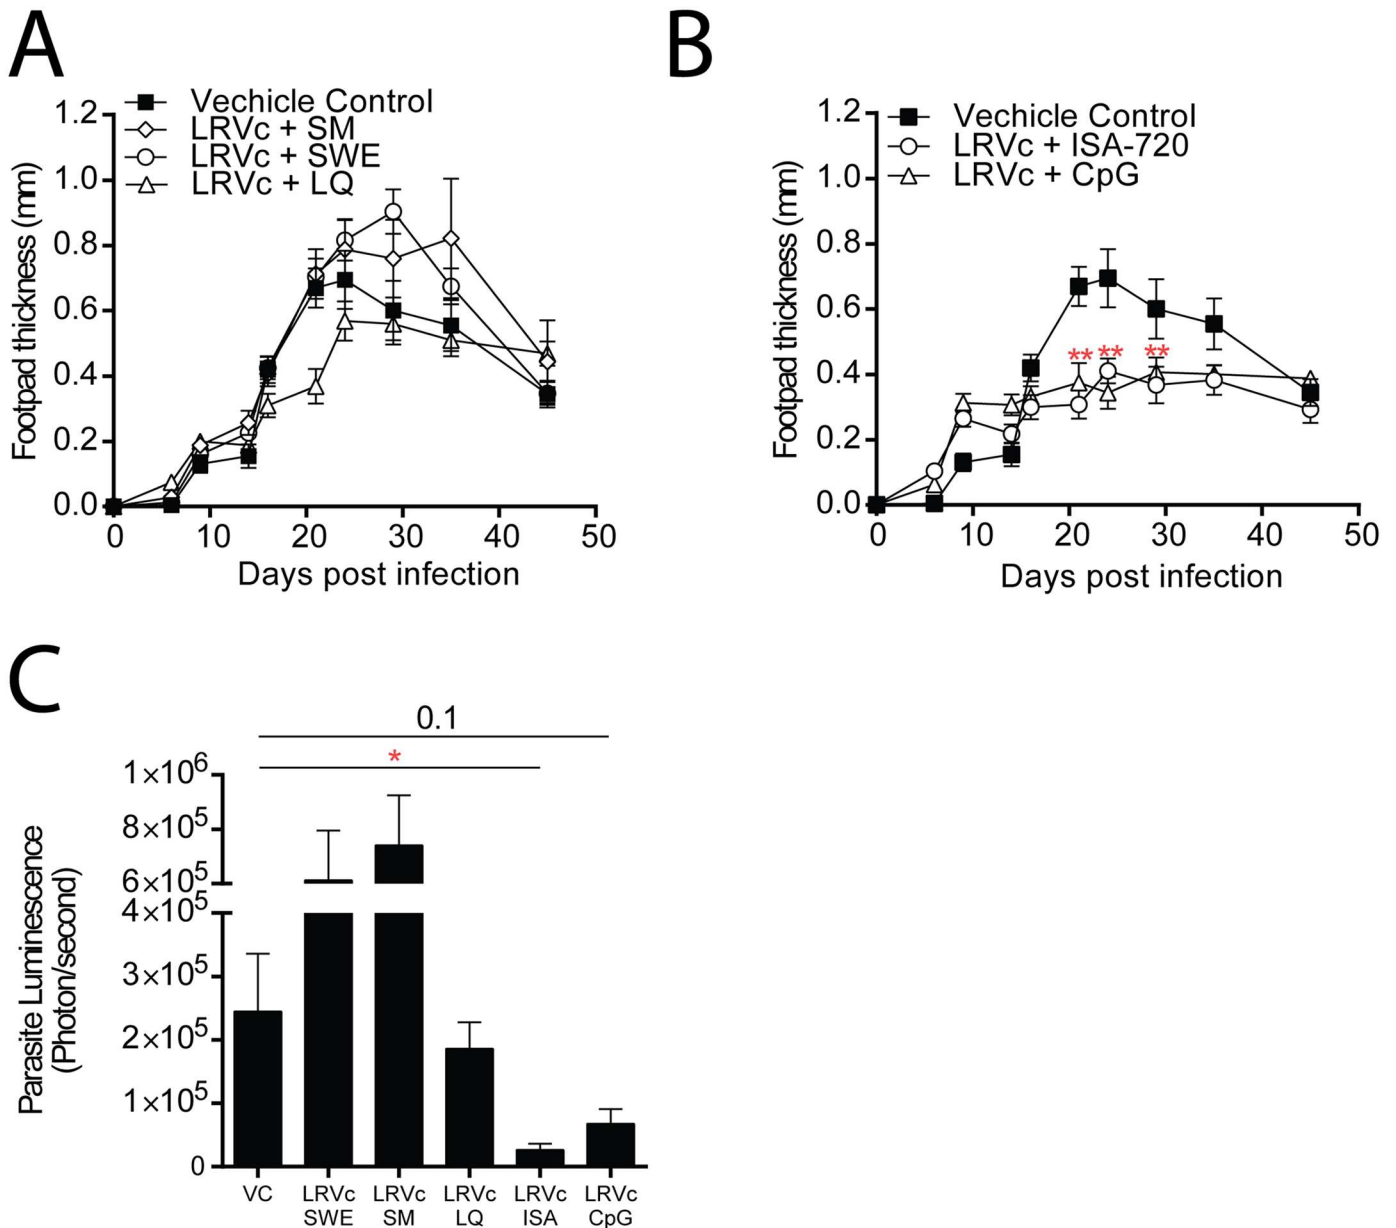 A
Vechicle Control
LRVc + SM
LRVc + SWE
LRVc + LQ
1.2
1.0
0.8
0.6
0.4
0.2
0.0
Footpad thickness (mm)
0 10 20 30 40 50
Days post infection
B
Vechicle Control
LRVc + ISA-720
LRVc + CpG
1.2
1.0
0.8
0.6
0.4
0.2
0.0
Footpad thickness (mm)
** ** **
0 10 20 30 40 50
Days post infection
C
0.1
*
1×10⁶
8×10⁵
6×10⁵
4×10⁵
3×10⁵
2×10⁵
1×10⁵
0
Parasite Luminescence
(Photon/second)
VC LRVc LRVc LRVc LRVc LRVc
SWE SM LQ ISA CpG